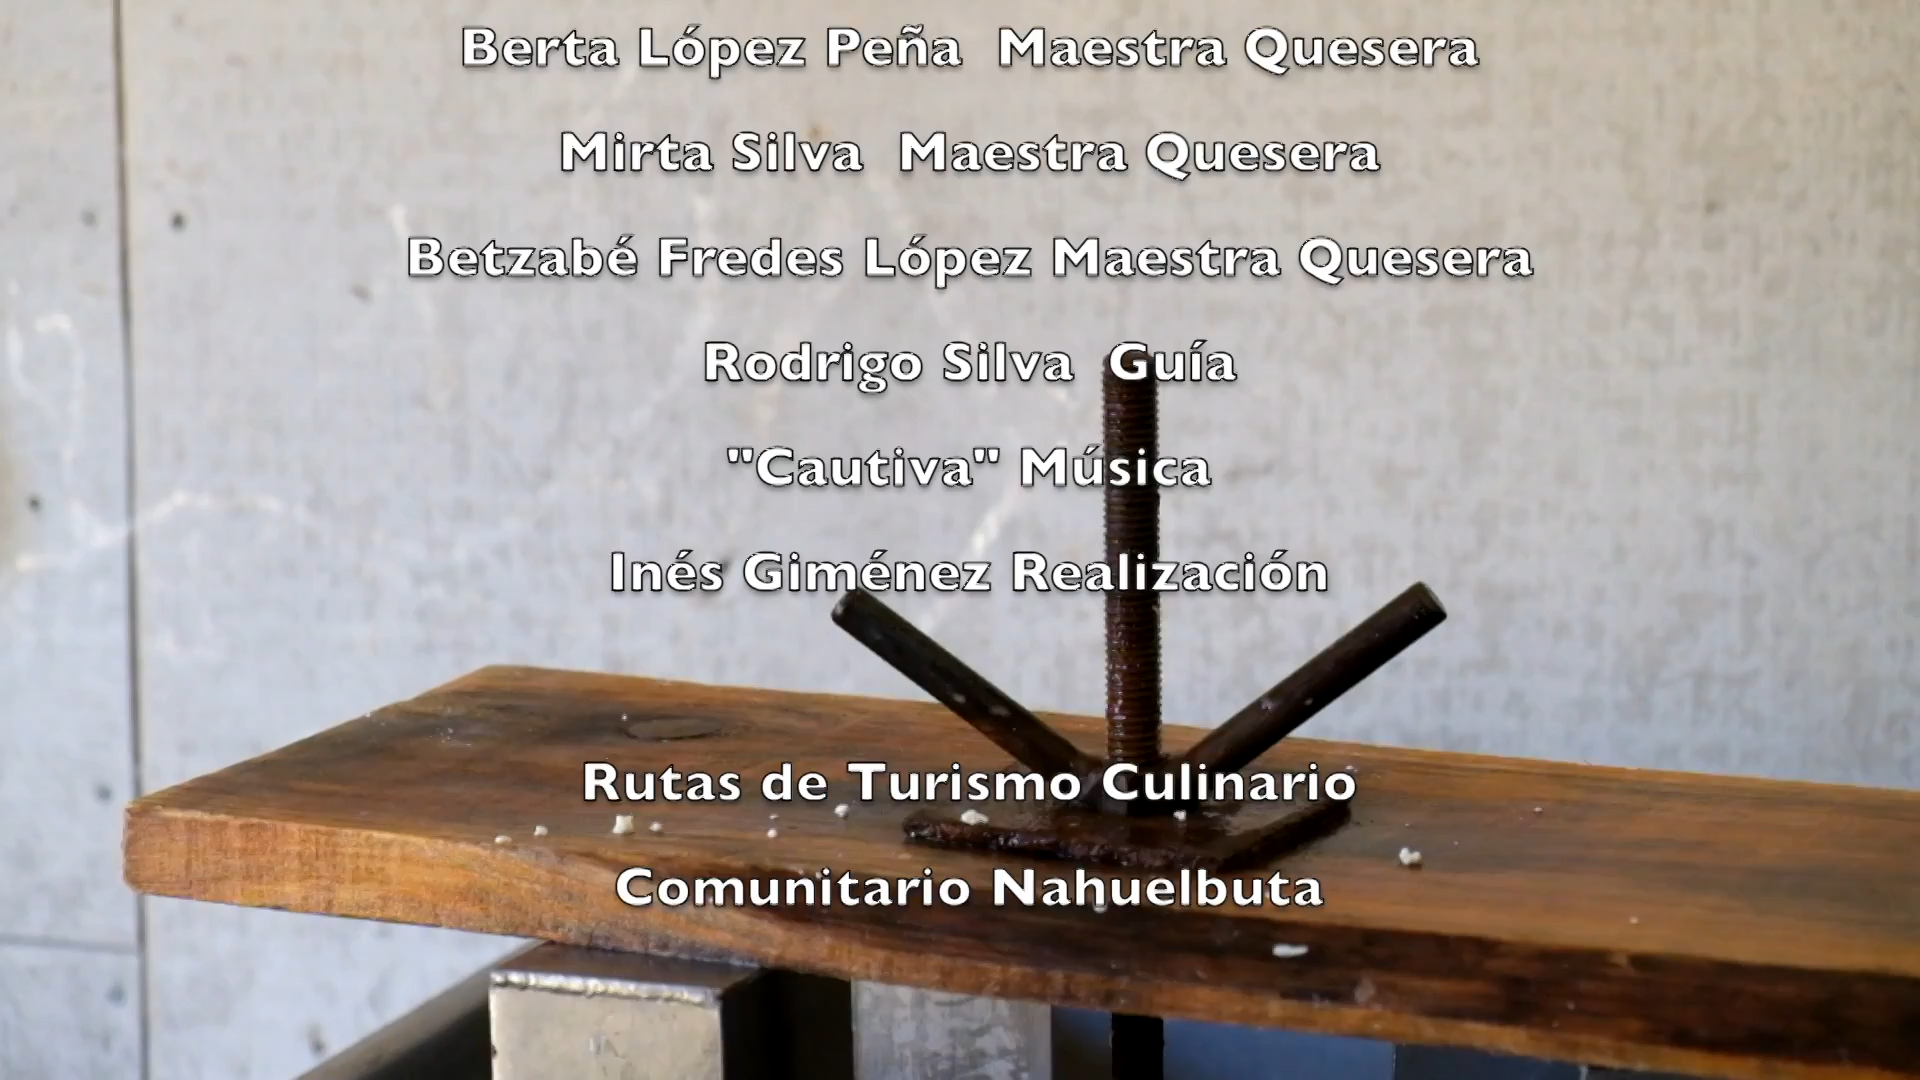 Berta López Peña  Maestra Quesera
Mirta Silva  Maestra Quesera
Betzabé Fredes López Maestra Quesera
Rodrigo Silva  Guía
"Cautiva" Música
Inés Giménez Realización
Rutas de Turismo Culinario
Comunitario Nahuelbuta